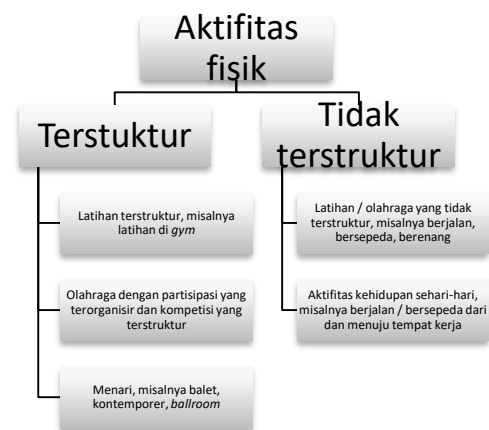 Aktifitas
fisik
Terstuktur
Latihan terstruktur, misalnya
latihan di gym
Olahraga dengan partisipasi yang
terorganisir dan kompetisi yang
terstruktur
Menari, misalnya balet,
kontemporer, ballroom
Tidak
terstruktur
Latihan / olahraga yang tidak
terstruktur, misalnya berjalan,
bersepeda, berenang
Aktifitas kehidupan sehari-hari,
misalnya berjalan / bersepeda dari
dan menuju tempat kerja